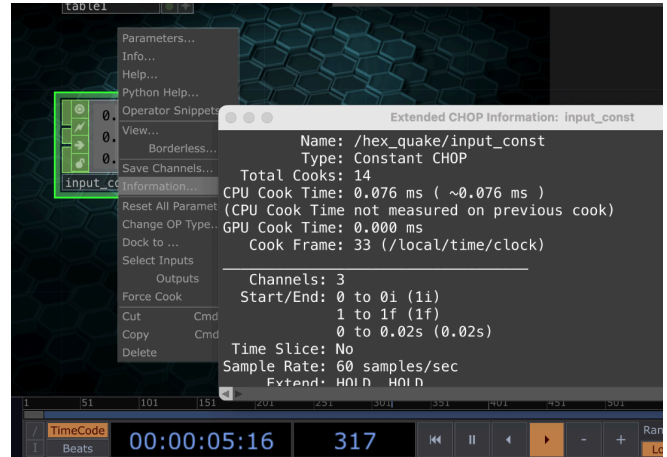 table1
Parameters...
Info...
Help...
Python Help...
Operator Snippets
View...
Borderless...
Save Channels...
Information...
Reset All Paramet
Change OP Type..
Dock to ...
Select Inputs
Outputs
Force Cook
Cut Cmd
Copy Cmd
Delete
0.
0.
0.
input_co
Extended CHOP Information: input_const
Name: /hex_quake/input_const
Type: Constant CHOP
Total Cooks: 14
CPU Cook Time: 0.076 ms ( ~0.076 ms )
(CPU Cook Time not measured on previous cook)
GPU Cook Time: 0.000 ms
Cook Frame: 33 (/local/time/clock)
Channels: 3
Start/End: 0 to 0i (1i)
1 to 1f (1f)
0 to 0.02s (0.02s)
Time Slice: No
Sample Rate: 60 samples/sec
Extend: HOLD HOLD
1 51 101 151 201 251 301 351 401 451 501
TimeCode
Beats
00:00:05:16 317
Ran
Lo